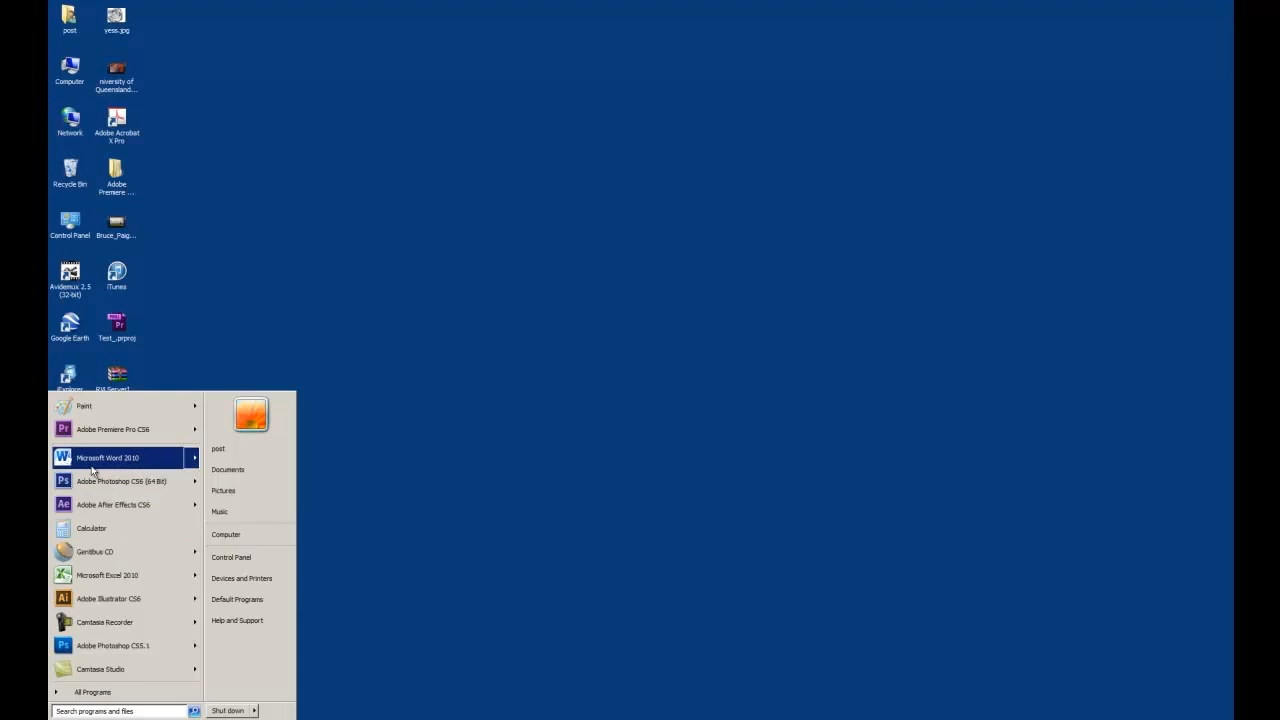 post
yess.jpg
Computer
niversity of
Queensland...
Network
Adobe Acrobat
X Pro
Recycle Bin
Adobe
Premiere ...
Control Panel
Bruce_Paig...
Avidemux 2.5
(32-bit)
iTunes
Google Earth
Test_.prproj
iExplorer
Paint
Adobe Premiere Pro CS6
Microsoft Word 2010
Adobe Photoshop CS6 (64 Bit)
Adobe After Effects CS6
Calculator
Gentibus CD
Microsoft Excel 2010
Adobe Illustrator CS6
Camtasia Recorder
Adobe Photoshop CS5.1
Camtasia Studio
All Programs
Search programs and files
post
Documents
Pictures
Music
Computer
Control Panel
Devices and Printers
Default Programs
Help and Support
Shut down